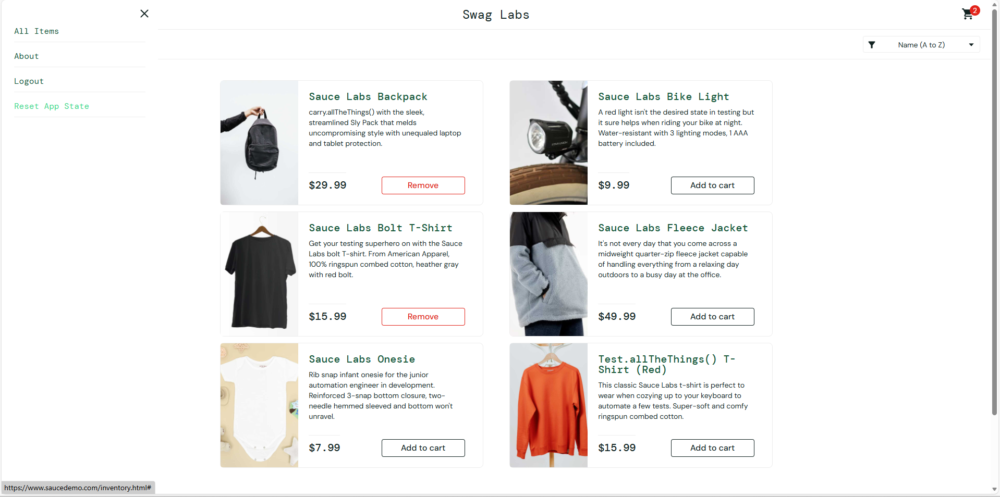 All Items
About
Logout
Reset App State
Swag Labs
2
Name (A to Z)
Sauce Labs Backpack
carry.allTheThings() with the sleek,
streamlined Sly Pack that melds
uncompromising style with unequaled laptop
and tablet protection.
$29.99
Remove
Sauce Labs Bike Light
A red light isn't the desired state in testing but
it sure helps when riding your bike at night.
Water-resistant with 3 lighting modes, 1 AAA
battery included.
$9.99
Add to cart
STAR UNION
Sauce Labs Bolt T-Shirt
Get your testing superhero on with the Sauce
Labs bolt T-shirt. From American Apparel,
100% ringspun combed cotton, heather gray
with red bolt.
$15.99
Remove
Sauce Labs Fleece Jacket
It's not every day that you come across a
midweight quarter-zip fleece jacket capable
of handling everything from a relaxing day
outdoors to a busy day at the office.
$49.99
Add to cart
Sauce Labs Onesie
Rib snap infant onesie for the junior
automation engineer in development.
Reinforced 3-snap bottom closure, two-
needle hemmed sleeved and bottom won't
unravel.
$7.99
Add to cart
Test.allTheThings() T-
Shirt (Red)
This classic Sauce Labs t-shirt is perfect to
wear when cozying up to your keyboard to
automate a few tests. Super-soft and comfy
ringspun combed cotton.
$15.99
Add to cart
https://www.saucedemo.com/inventory.html#